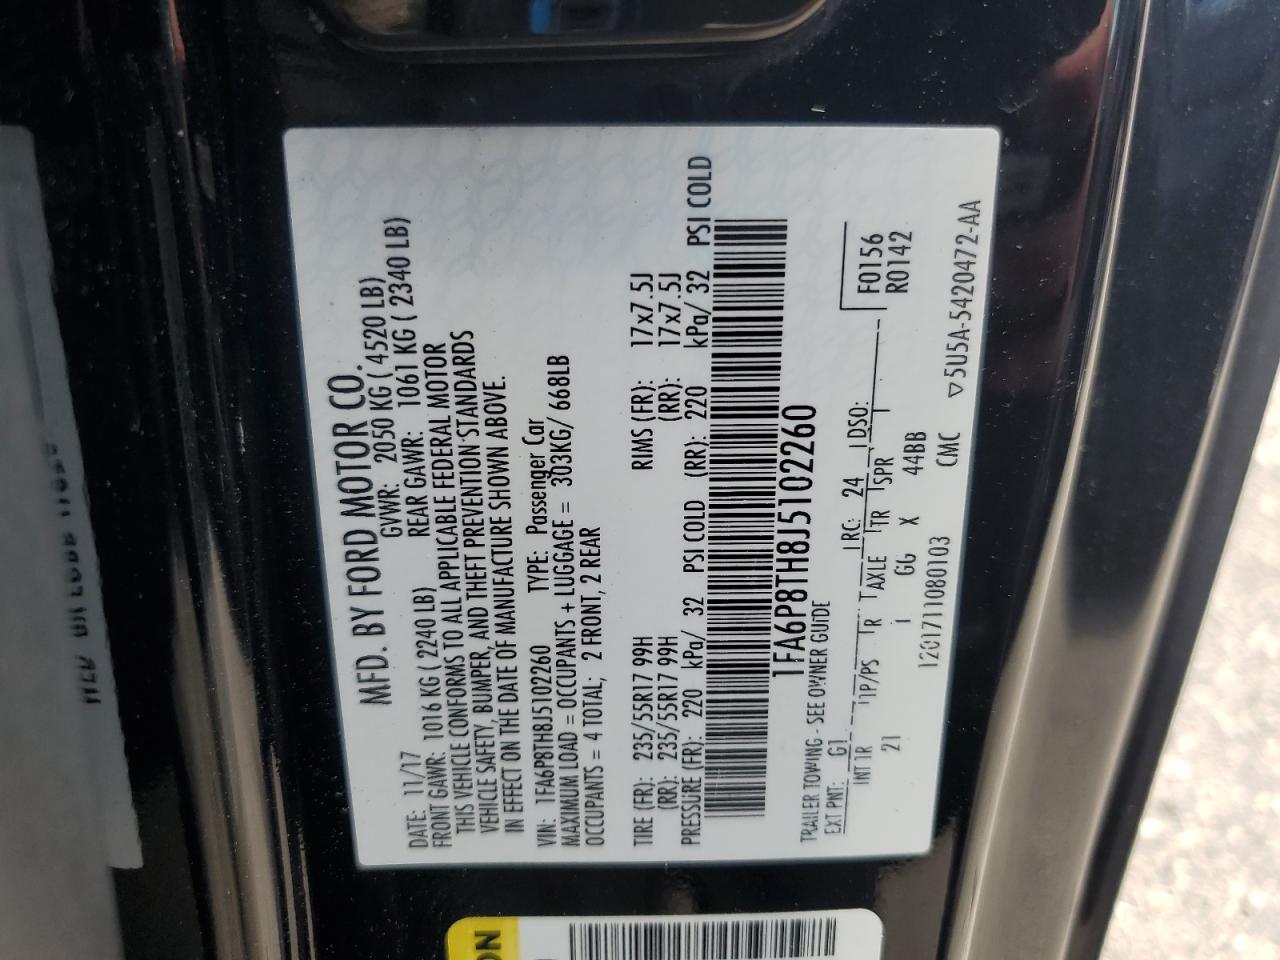 MFD. BY FORD MOTOR CO.
DATE: 11/17 GVWR: 2050 KG ( 4520 LB)
FRONT GAWR: 1016 KG ( 2240 LB) REAR GAWR: 1061 KG ( 2340 LB)
THIS VEHICLE CONFORMS TO ALL APPLICABLE FEDERAL MOTOR
VEHICLE SAFETY, BUMPER, AND THEFT PREVENTION STANDARDS
IN EFFECT ON THE DATE OF MANUFACTURE SHOWN ABOVE.
VIN: 1FA6P8TH8J5102260 TYPE: Passenger Car
MAXIMUM LOAD = OCCUPANTS + LUGGAGE = 303KG/ 668LB
OCCUPANTS = 4 TOTAL; 2 FRONT, 2 REAR
TIRE (FR): 235/55R17 99H RIMS (FR): 17x7.5J
(RR): 235/55R17 99H (RR): 17x7.5J
PRESSURE (FR): 220 kPa/ 32 PSI COLD (RR): 220 kPa/ 32 PSI COLD
1FA6P8TH8J5102260
TRAILER TOWING - SEE OWNER GUIDE
EXT PNT: G1 RC: 24 DSO: F0156
INT TR TP/PS R AXLE TR SPR R0142
21 I GG X 44BB
1201711080103 CMC ▽5U5A-5420472-AA
ON